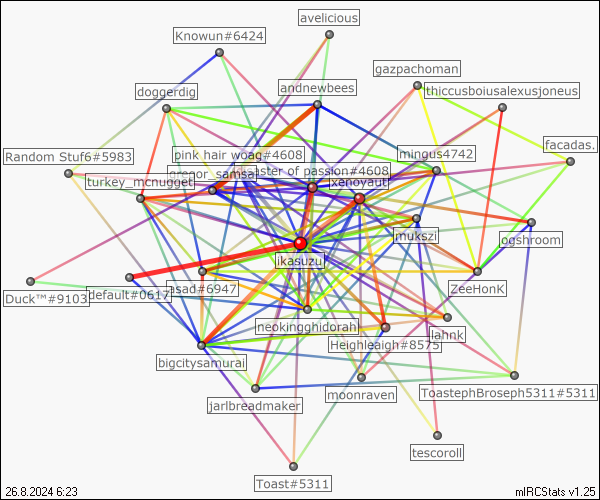 avelicious
Knowun#6424
gazpachoman
andnewbees
thiccusboiusalexusjoneus
doggerdig
facadas.
mingus4742
Random Stuf6#5983
pink hair woag#4608
gregor_samsa
aster of passion#4608
turkey_mcnugget
xenoyaut
mukszi
ogshroom
ikasuzu
asad#6947
ZeeHonK
default#0617
Duck™#9103
neokingghidorah
lahnk
Heighleaigh#8575
bigcitysamurai
moonraven
ToastephBroseph5311#5311
jarlbreadmaker
tescoroll
Toast#5311
26.8.2024 6:23
mIRCStats v1.25